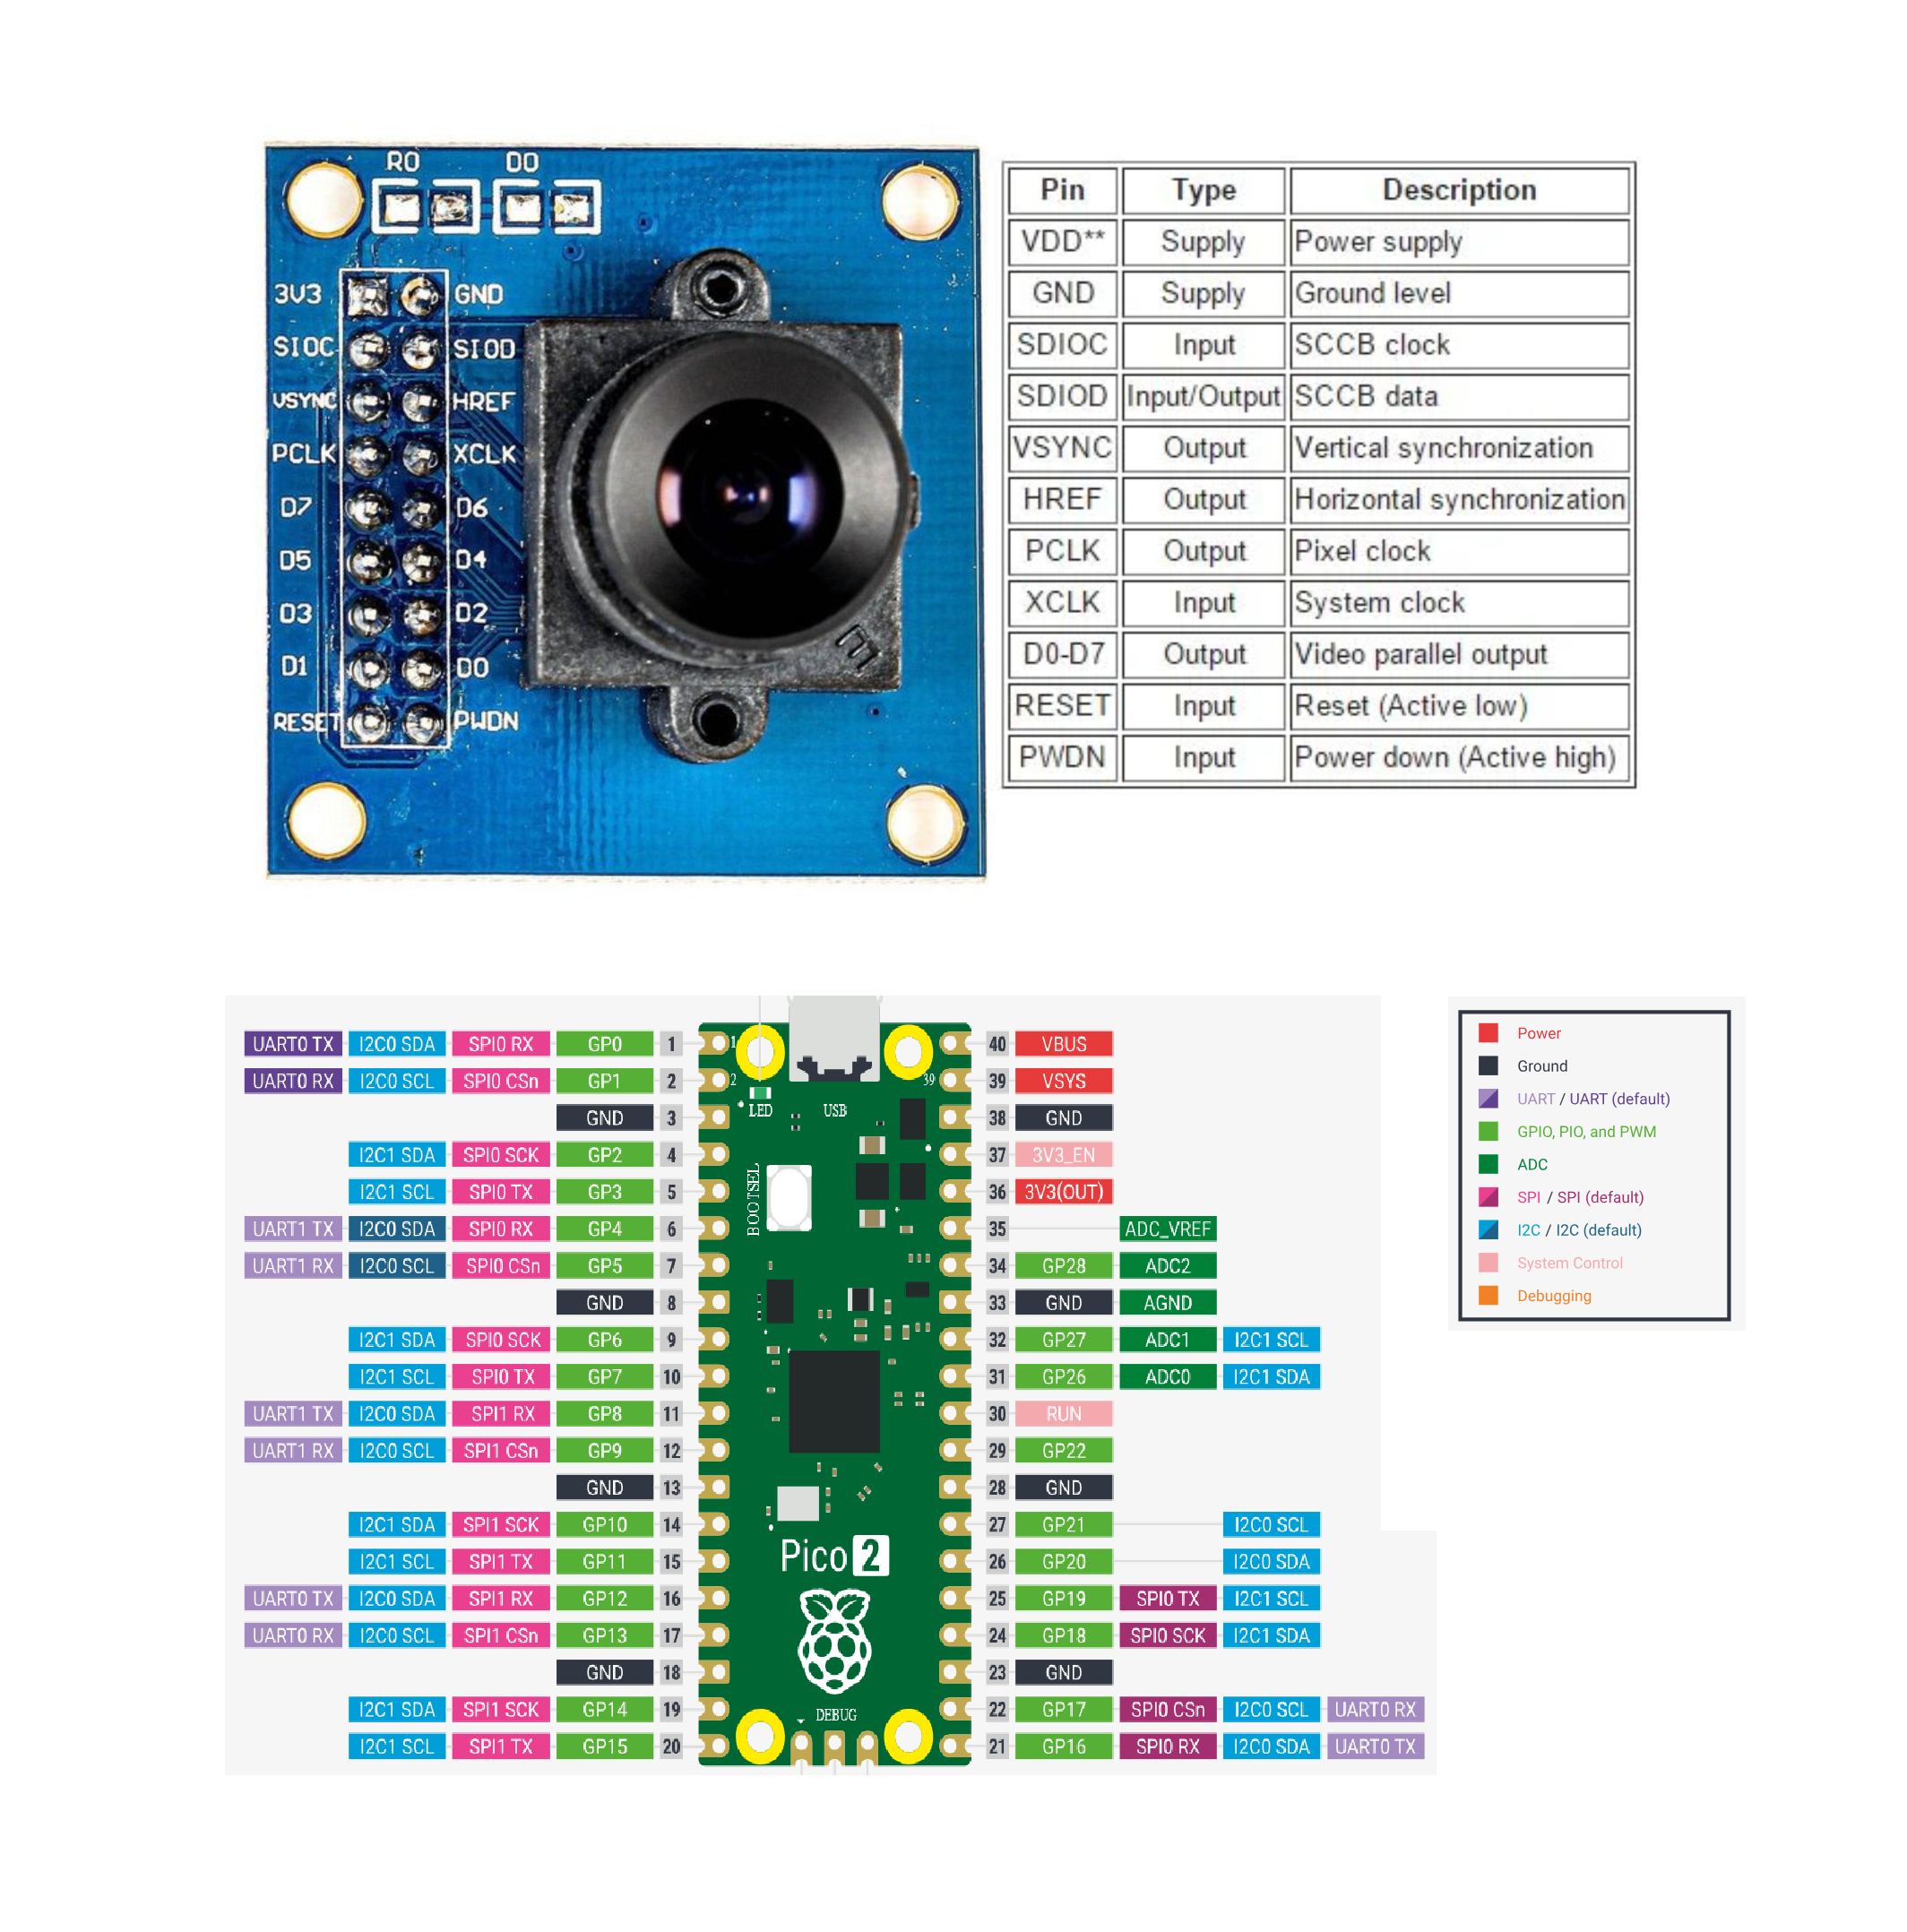 R0 D0
3V3 GND
SIOC SIOD
VSYNC HREF
PCLK XCLK
D7 D6
D5 D4
D3 D2
D1 D0
RESET PWDN
Pin Type Description
VDD** Supply Power supply
GND Supply Ground level
SDIOC Input SCCB clock
SDIOD Input/Output SCCB data
VSYNC Output Vertical synchronization
HREF Output Horizontal synchronization
PCLK Output Pixel clock
XCLK Input System clock
D0-D7 Output Video parallel output
RESET Input Reset (Active low)
PWDN Input Power down (Active high)
UART0 TX I2C0 SDA SPI0 RX GP0 1 1 40 VBUS
UART0 RX I2C0 SCL SPI0 CSn GP1 2 2 39 39 VSYS
LED USB
GND 3 38 GND
I2C1 SDA SPI0 SCK GP2 4 37 3V3_EN
I2C1 SCL SPI0 TX GP3 5 BOOTSEL 36 3V3(OUT)
UART1 TX I2C0 SDA SPI0 RX GP4 6 35 ADC_VREF
UART1 RX I2C0 SCL SPI0 CSn GP5 7 34 GP28 ADC2
GND 8 33 GND AGND
I2C1 SDA SPI0 SCK GP6 9 32 GP27 ADC1 I2C1 SCL
I2C1 SCL SPI0 TX GP7 10 31 GP26 ADC0 I2C1 SDA
UART1 TX I2C0 SDA SPI1 RX GP8 11 30 RUN
UART1 RX I2C0 SCL SPI1 CSn GP9 12 29 GP22
GND 13 28 GND
I2C1 SDA SPI1 SCK GP10 14 27 GP21 I2C0 SCL
I2C1 SCL SPI1 TX GP11 15 Pico 2 26 GP20 I2C0 SDA
UART0 TX I2C0 SDA SPI1 RX GP12 16 25 GP19 SPI0 TX I2C1 SCL
UART0 RX I2C0 SCL SPI1 CSn GP13 17 24 GP18 SPI0 SCK I2C1 SDA
GND 18 23 GND
I2C1 SDA SPI1 SCK GP14 19 DEBUG 22 GP17 SPI0 CSn I2C0 SCL UART0 RX
I2C1 SCL SPI1 TX GP15 20 21 GP16 SPI0 RX I2C0 SDA UART0 TX
Power
Ground
UART / UART (default)
GPIO, PIO, and PWM
ADC
SPI / SPI (default)
I2C / I2C (default)
System Control
Debugging